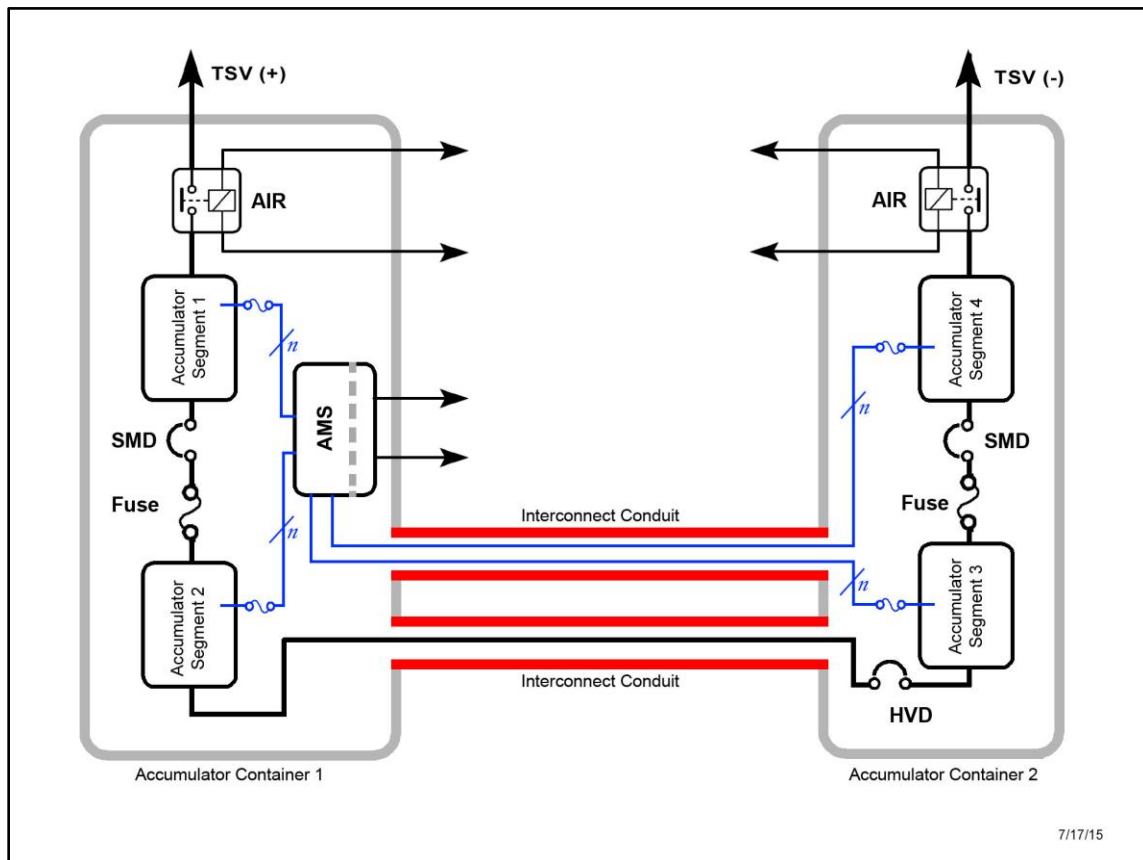 TSV (+)
TSV (-)
AIR
AIR
Accumulator
Segment 1
n
Accumulator
Segment 4
AMS
n
SMD
SMD
Fuse
Fuse
Interconnect Conduit
n
n
Accumulator
Segment 2
Accumulator
Segment 3
Interconnect Conduit
HVD
Accumulator Container 1
Accumulator Container 2
7/17/15